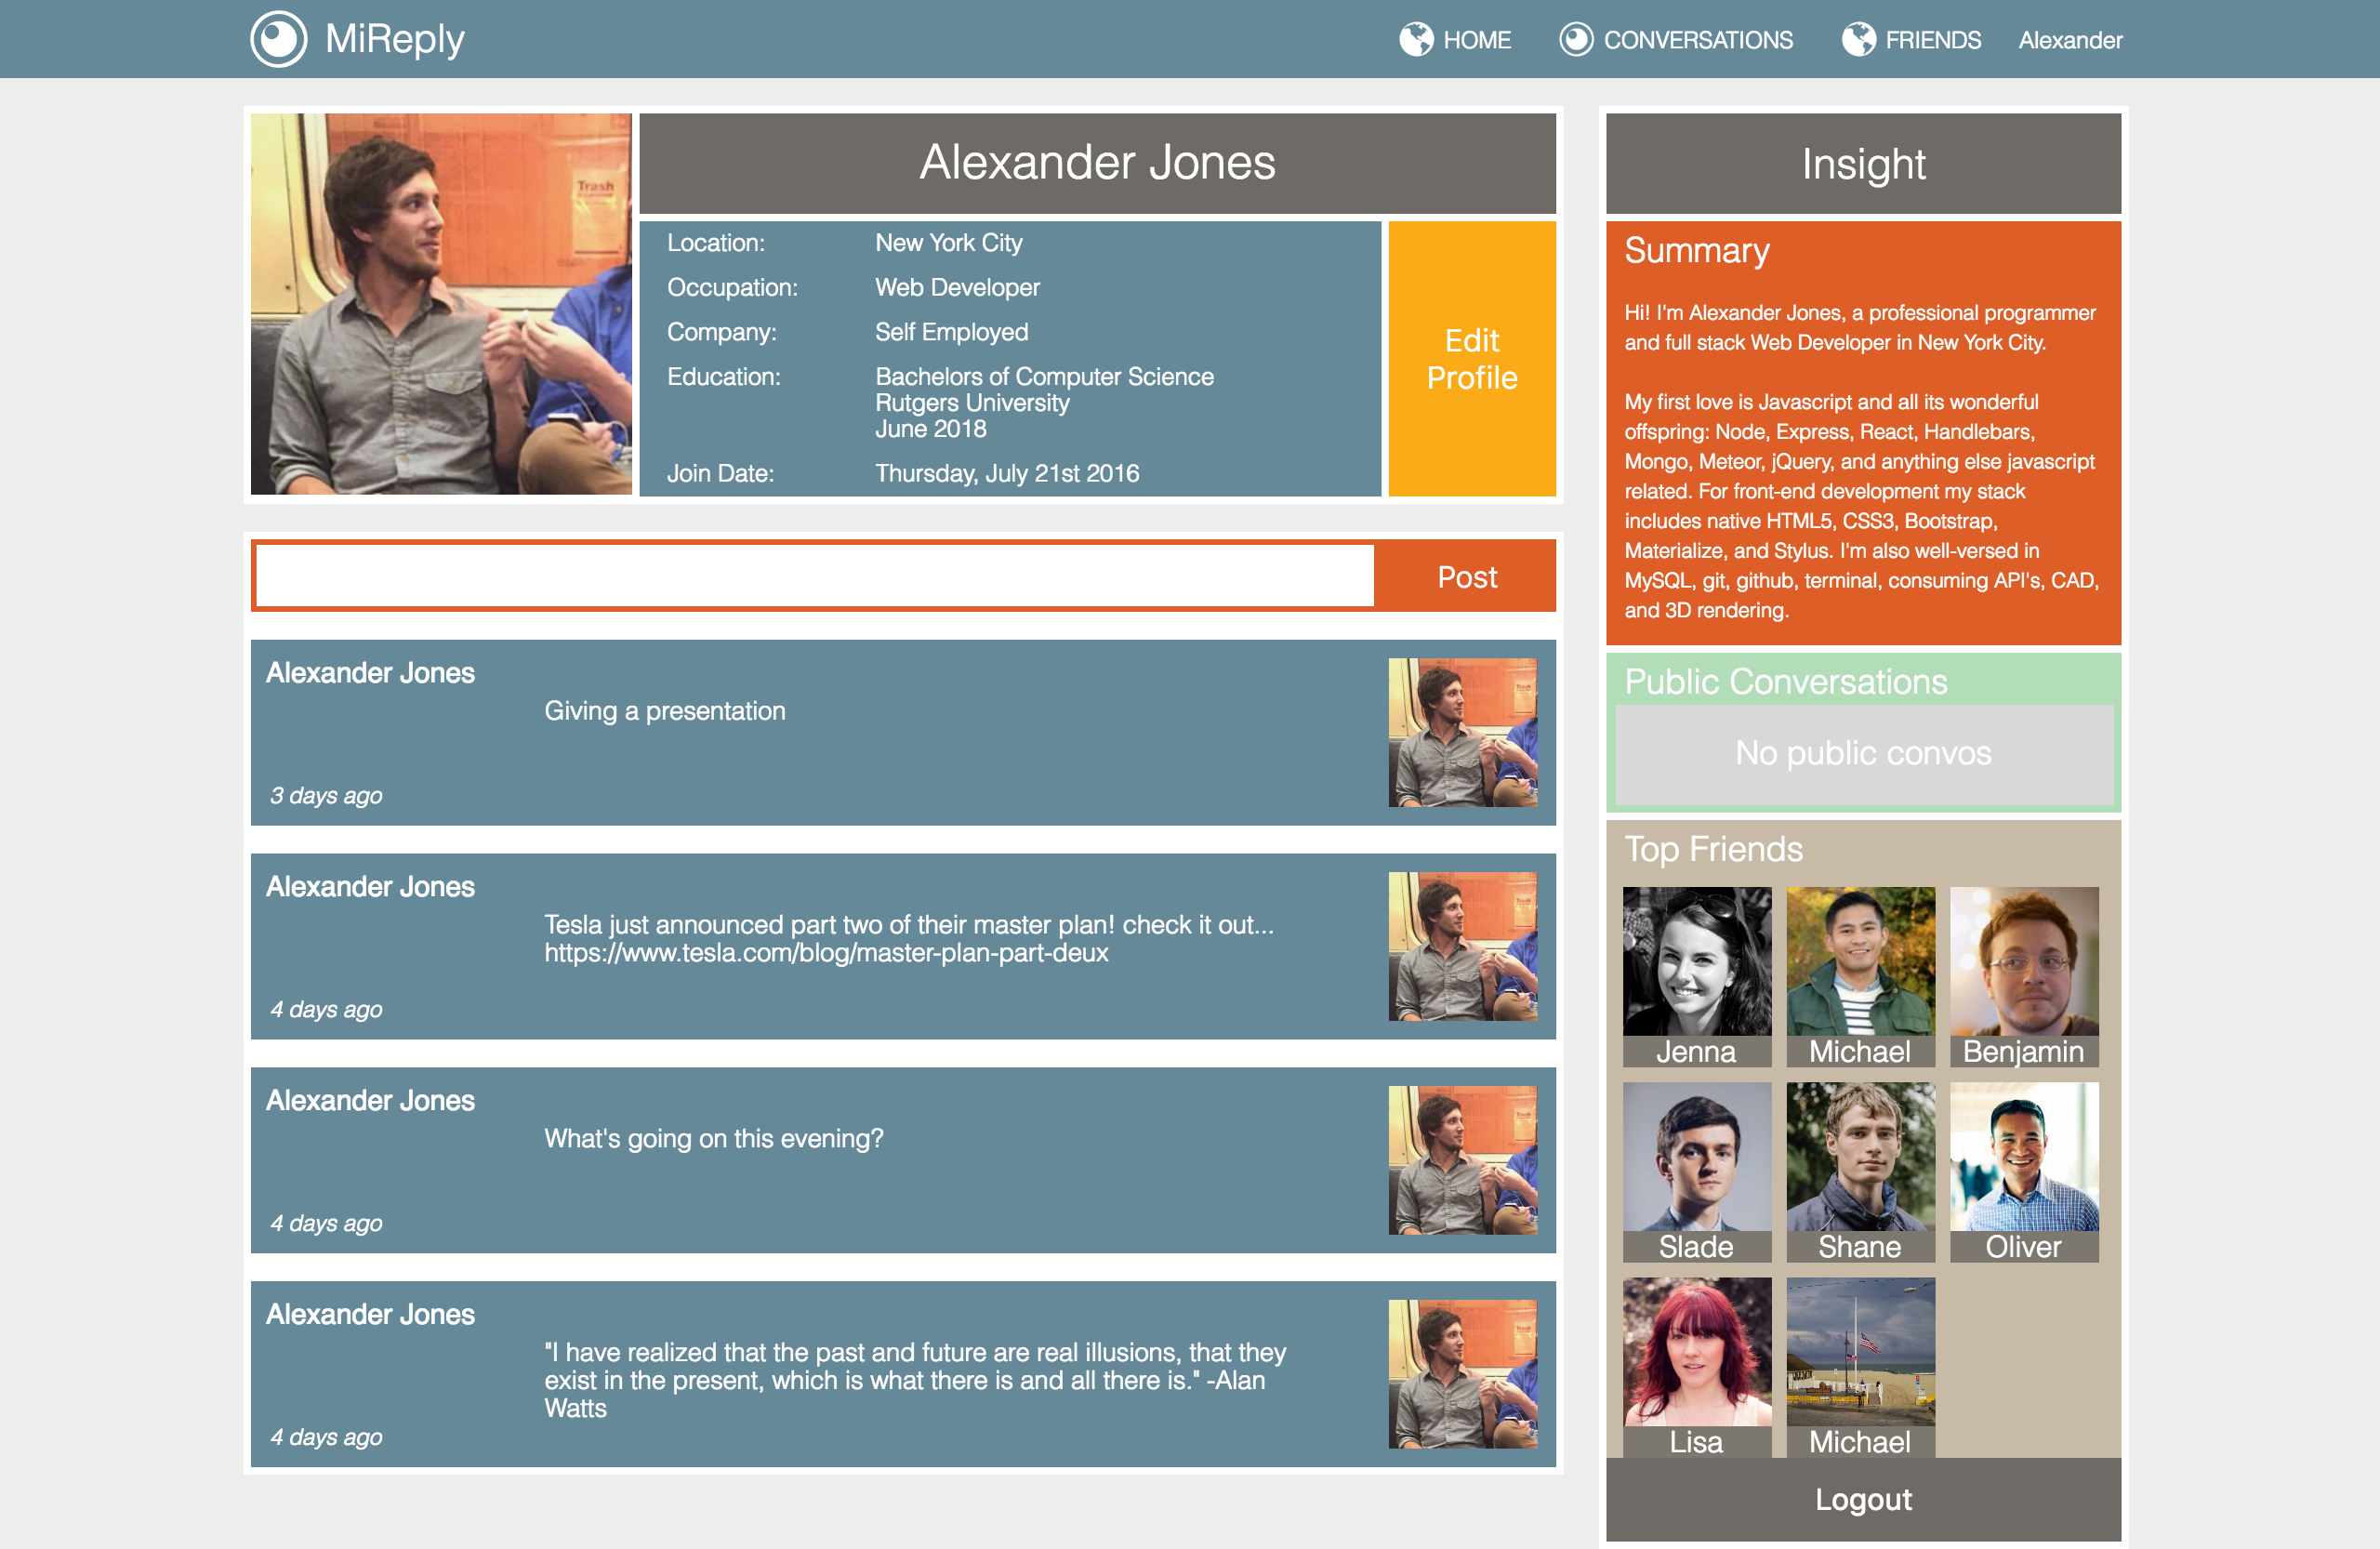 MiReply
HOME
CONVERSATIONS
FRIENDS
Alexander
Trash
Alexander Jones
Location: New York City
Occupation: Web Developer
Company: Self Employed
Education: Bachelors of Computer Science
Rutgers University
June 2018
Join Date: Thursday, July 21st 2016
Edit
Profile
Post
Alexander Jones
Giving a presentation
3 days ago
Alexander Jones
Tesla just announced part two of their master plan! check it out...
https://www.tesla.com/blog/master-plan-part-deux
4 days ago
Alexander Jones
What's going on this evening?
4 days ago
Alexander Jones
"I have realized that the past and future are real illusions, that they
exist in the present, which is what there is and all there is." -Alan
Watts
4 days ago
Insight
Summary
Hi! I'm Alexander Jones, a professional programmer
and full stack Web Developer in New York City.
My first love is Javascript and all its wonderful
offspring: Node, Express, React, Handlebars,
Mongo, Meteor, jQuery, and anything else javascript
related. For front-end development my stack
includes native HTML5, CSS3, Bootstrap,
Materialize, and Stylus. I'm also well-versed in
MySQL, git, github, terminal, consuming API's, CAD,
and 3D rendering.
Public Conversations
No public convos
Top Friends
Jenna
Michael
Benjamin
Slade
Shane
Oliver
Lisa
Michael
Logout